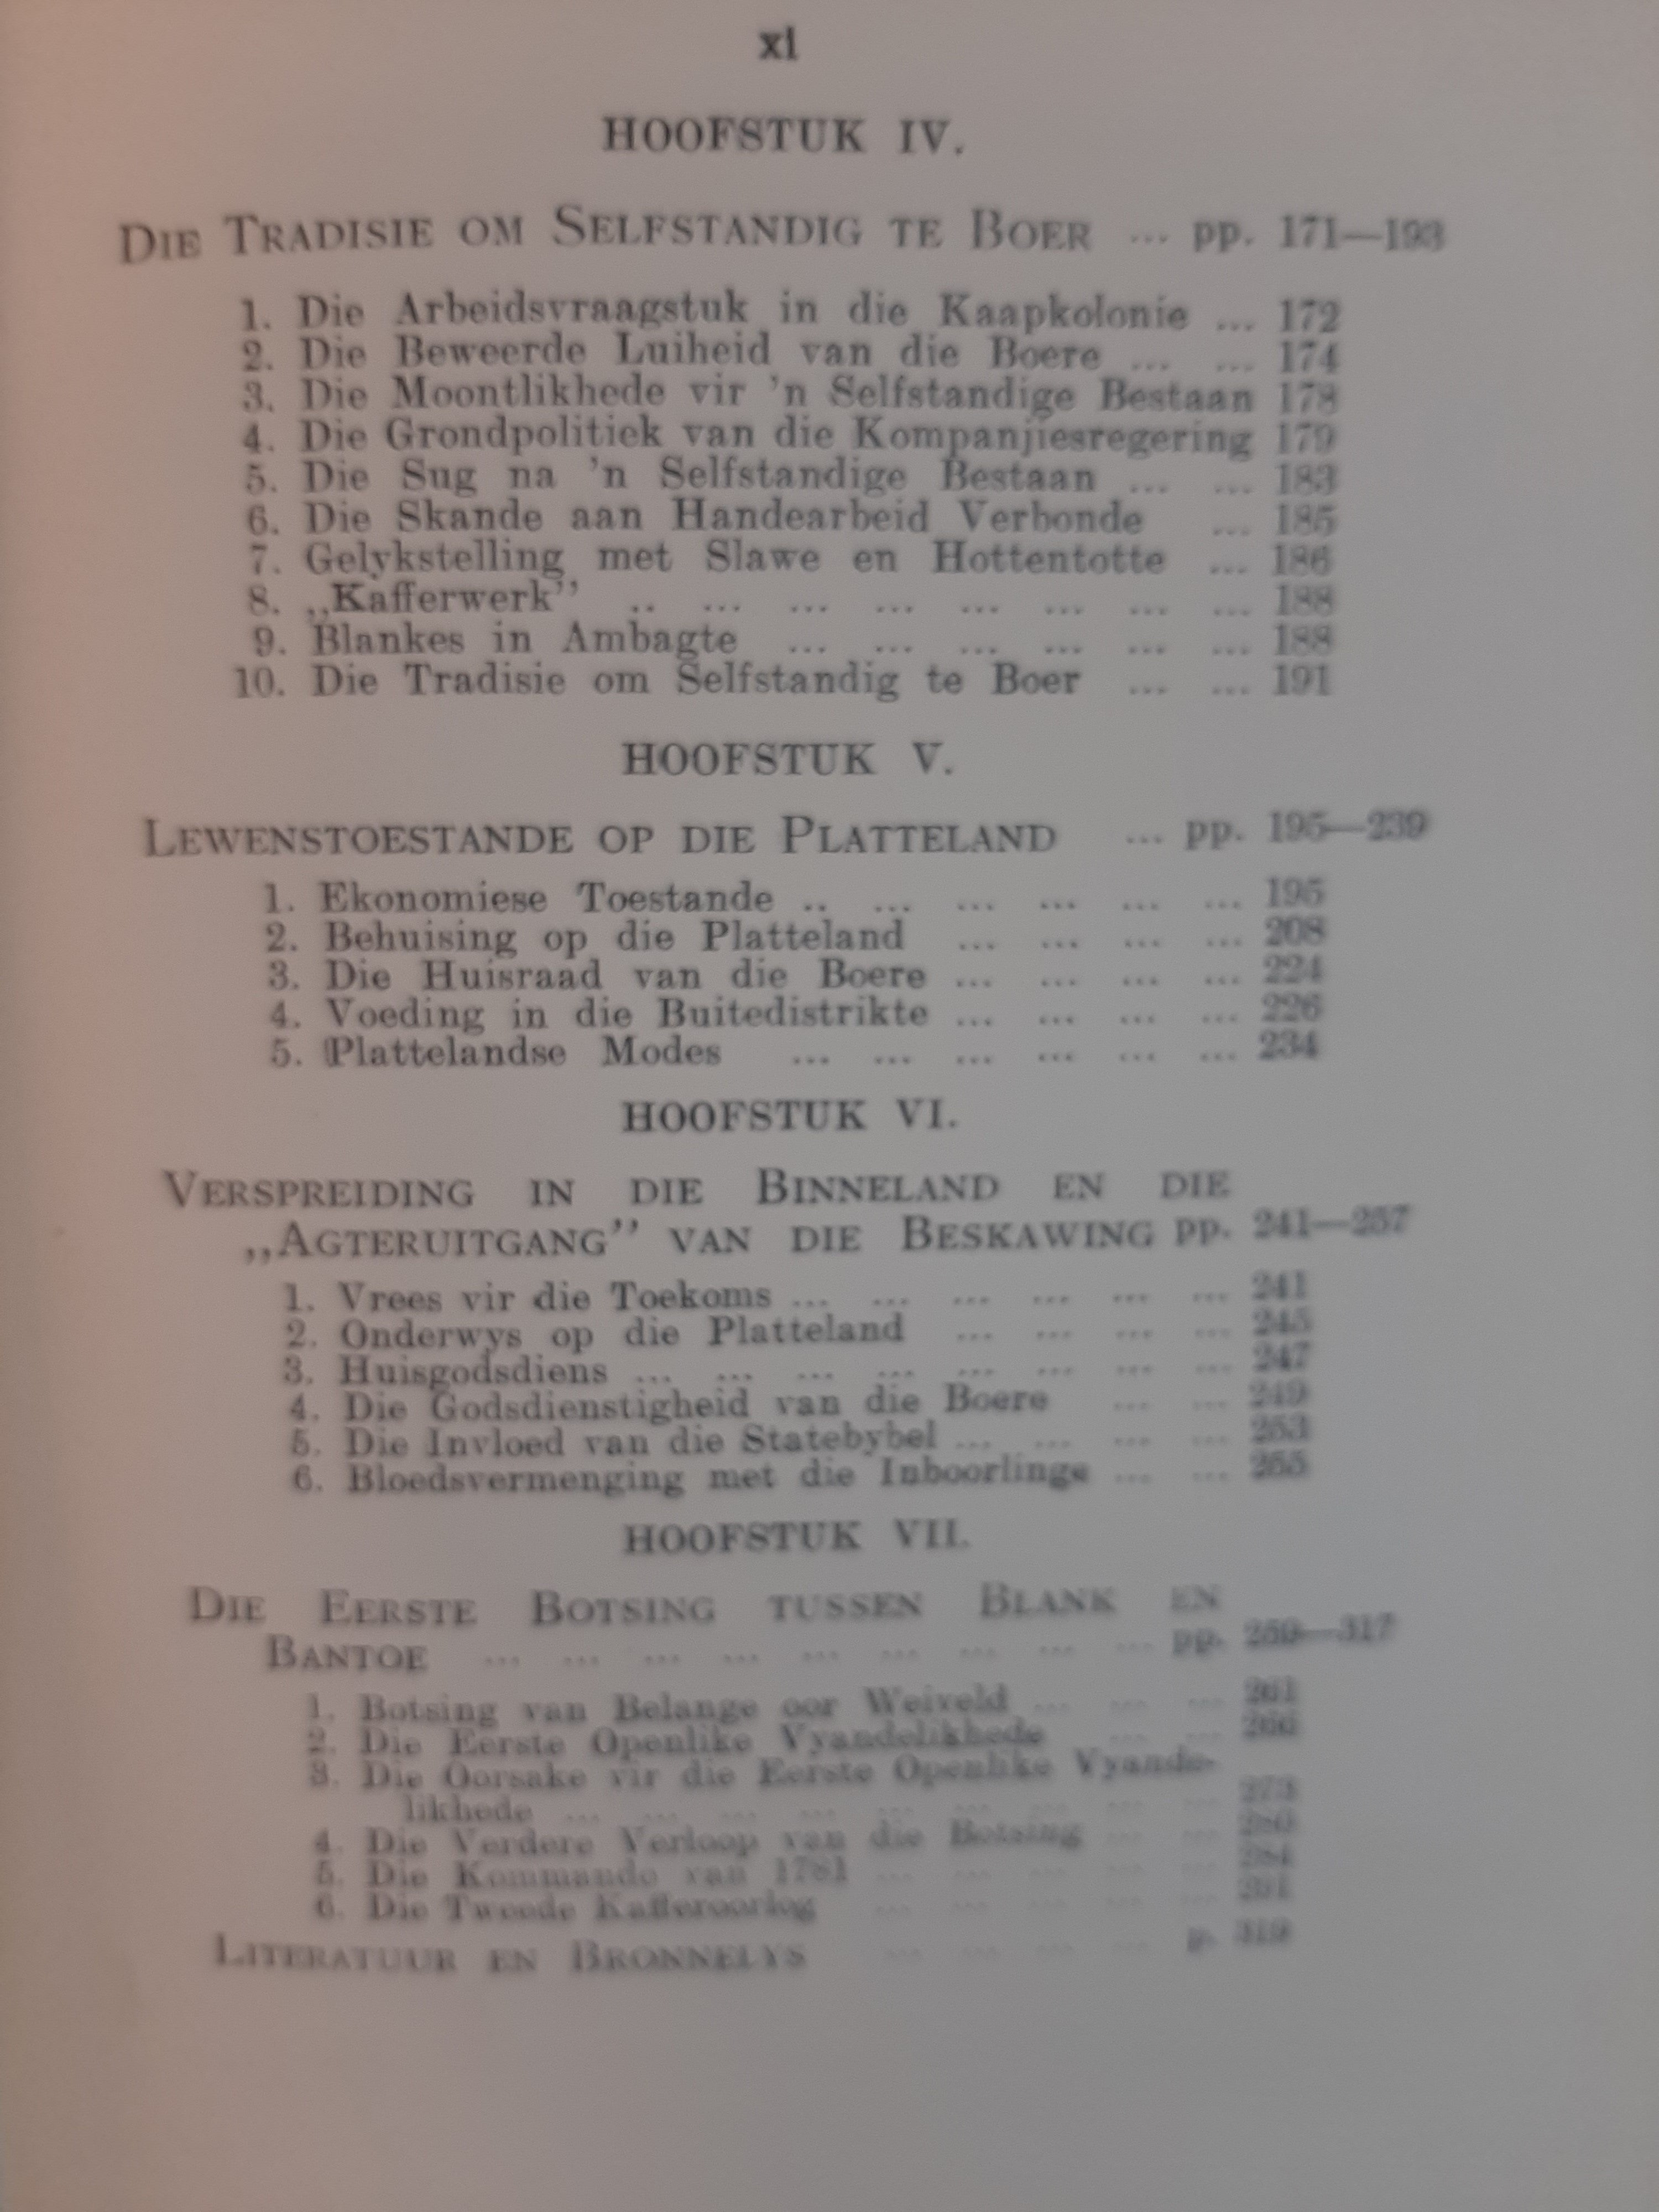 xi
HOOFSTUK IV.
DIE TRADISIE OM SELFSTANDIG TE BOER ... pp. 171—193
1. Die Arbeidsvraagstuk in die Kaapkolonie ... 172
2. Die Beweerde Luiheid van die Boere ... ... 174
3. Die Moontlikhede vir 'n Selfstandige Bestaan 178
4. Die Grondpolitiek van die Kompanjiesregering 179
5. Die Sug na 'n Selfstandige Bestaan ... ... 183
6. Die Skande aan Handearbeid Verbonde ... 185
7. Gelykstelling met Slawe en Hottentotte ... 186
8. „Kafferwerk” .. ... ... ... ... ... ... ... 188
9. Blankes in Ambagte ... ... ... ... ... ... 188
10. Die Tradisie om Selfstandig te Boer ... ... 191
HOOFSTUK V.
LEWENSTOESTANDE OP DIE PLATTELAND ... pp. 195—239
1. Ekonomiese Toestande .. ... ... ... ... ... 195
2. Behuising op die Platteland ... ... ... ... 208
3. Die Huisraad van die Boere ... ... ... ... 224
4. Voeding in die Buitedistrikte ... ... ... ... 226
5. Plattelandse Modes ... ... ... ... ... ... 234
HOOFSTUK VI.
VERSPREIDING IN DIE BINNELAND EN DIE
„AGTERUITGANG” VAN DIE BESKAWING pp. 241—257
1. Vrees vir die Toekoms ... ... ... ... ... ... 241
2. Onderwys op die Platteland ... ... ... ... 245
3. Huisgodsdiens ... ... ... ... ... ... ... ... 247
4. Die Godsdienstigheid van die Boere ... ... 249
5. Die Invloed van die Statebybel ... ... ... ... 253
6. Bloedsvermenging met die Inboorlinge ... ... 255
HOOFSTUK VII.
DIE EERSTE BOTSING TUSSEN BLANK EN
BANTOE ... ... ... ... ... ... ... ... ... pp. 259—317
1. Botsing van Belange oor Weiveld ... ... ... 261
2. Die Eerste Openlike Vyandelikhede ... ... 266
3. Die Oorsake vir die Eerste Openlike Vyande-
likhede ... ... ... ... ... ... ... ... ... 273
4. Die Verdere Verloop van die Botsing ... ... 280
5. Die Kommando van 1781 ... ... ... ... ... 284
6. Die Tweede Kafferoorlog ... ... ... ... ... 291
LITERATUUR EN BRONNELYS ... ... ... ... p. 319